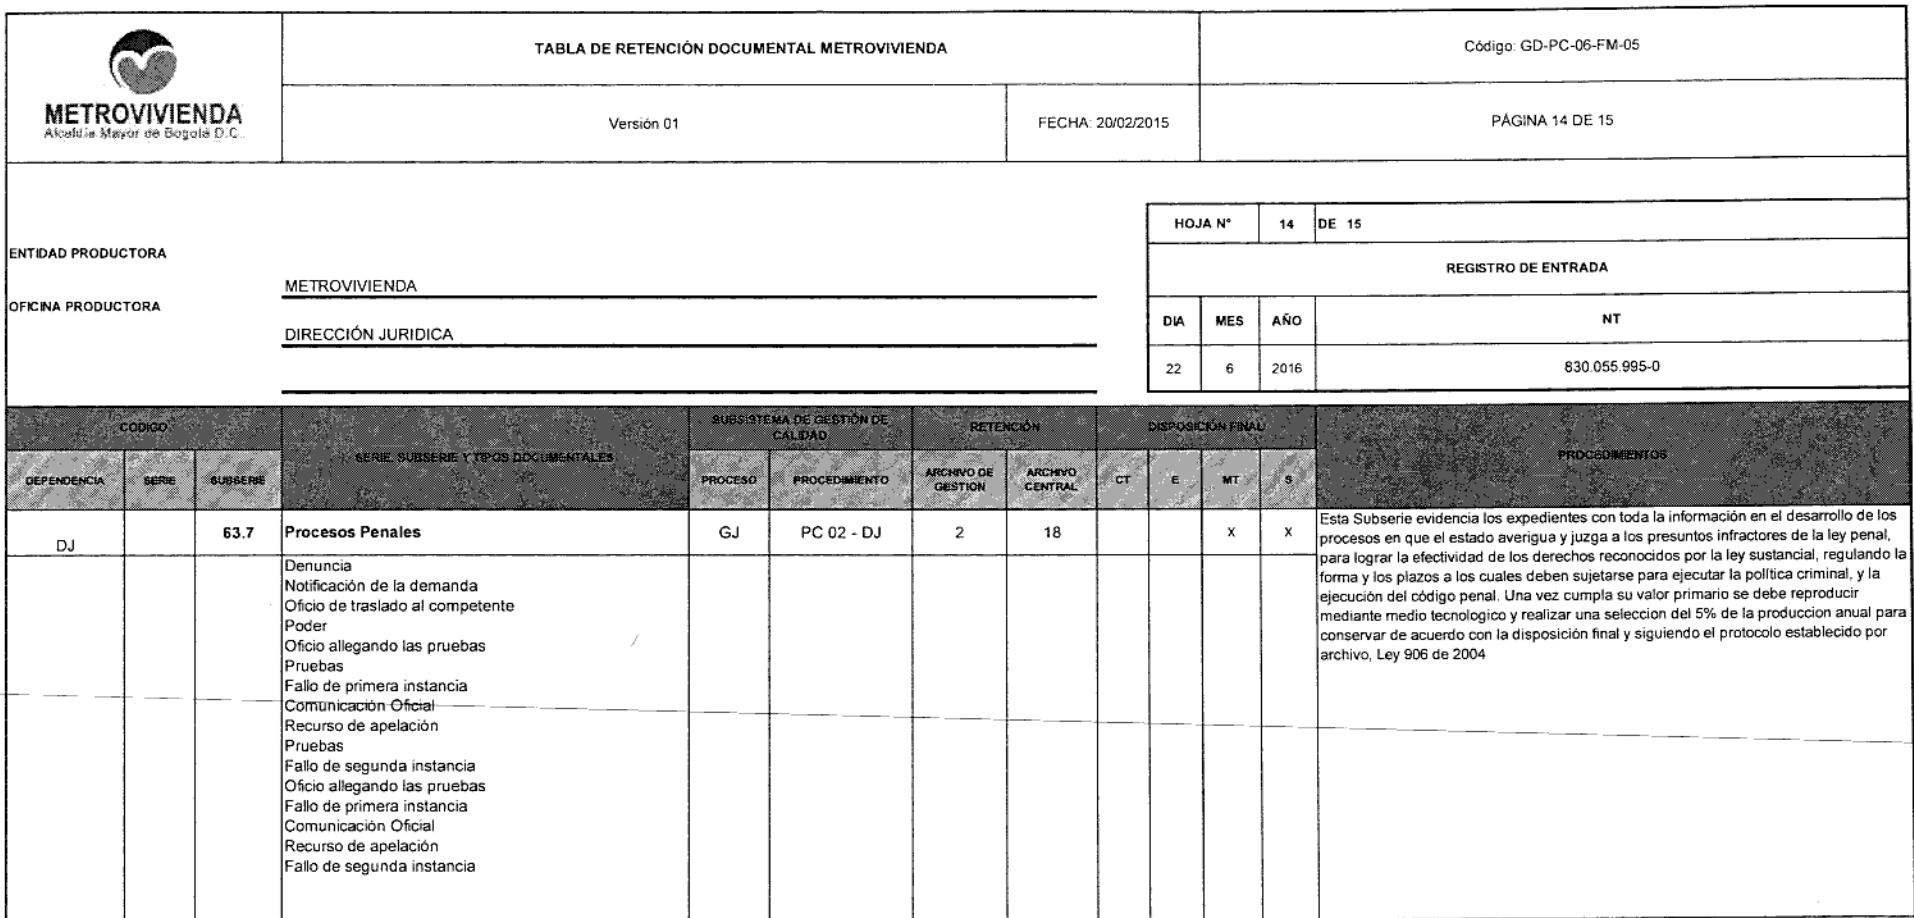 METROVIVIENDA
Alcaldía Mayor de Bogotá D.C.
TABLA DE RETENCIÓN DOCUMENTAL METROVIVIENDA
Código: GD-PC-06-FM-05
Versión 01
FECHA: 20/02/2015
PÁGINA 14 DE 15
HOJA N° 14 DE 15
REGISTRO DE ENTRADA
DIA MES AÑO NT
22 6 2016 830.055.995-0
ENTIDAD PRODUCTORA
METROVIVIENDA
OFICINA PRODUCTORA
DIRECCIÓN JURIDICA
CODIGO
SERIE, SUBSERIE Y TIPOS DOCUMENTALES
SUBSISTEMA DE GESTIÓN DE
CALIDAD
RETENCIÓN
DISPOSICIÓN FINAL
PROCEDIMIENTOS
DEPENDENCIA SERIE SUBSERIE
PROCESO PROCEDIMIENTO
ARCHIVO DE
GESTION
ARCHIVO
CENTRAL
CT E MT S
DJ 63.7 Procesos Penales GJ PC 02 - DJ 2 18 X X
Denuncia
Notificación de la demanda
Oficio de traslado al competente
Poder
Oficio allegando las pruebas
Pruebas
Fallo de primera instancia
Comunicación Oficial
Recurso de apelación
Pruebas
Fallo de segunda instancia
Oficio allegando las pruebas
Fallo de primera instancia
Comunicación Oficial
Recurso de apelación
Fallo de segunda instancia
Esta Subserie evidencia los expedientes con toda la información en el desarrollo de los
procesos en que el estado averigua y juzga a los presuntos infractores de la ley penal,
para lograr la efectividad de los derechos reconocidos por la ley sustancial, regulando la
forma y los plazos a los cuales deben sujetarse para ejecutar la política criminal, y la
ejecución del código penal. Una vez cumpla su valor primario se debe reproducir
mediante medio tecnologico y realizar una seleccion del 5% de la produccion anual para
conservar de acuerdo con la disposición final y siguiendo el protocolo establecido por
archivo, Ley 906 de 2004